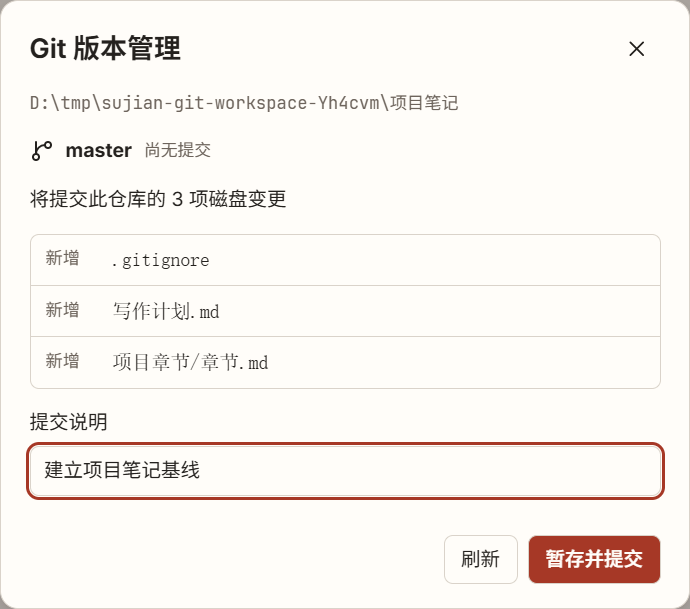 Git 版本管理
D:\tmp\sujian-git-workspace-Yh4cvm\项目笔记
master 尚无提交
将提交此仓库的 3 项磁盘变更
新增 .gitignore
新增 写作计划.md
新增 项目章节/章节.md
提交说明
建立项目笔记基线
刷新 暂存并提交